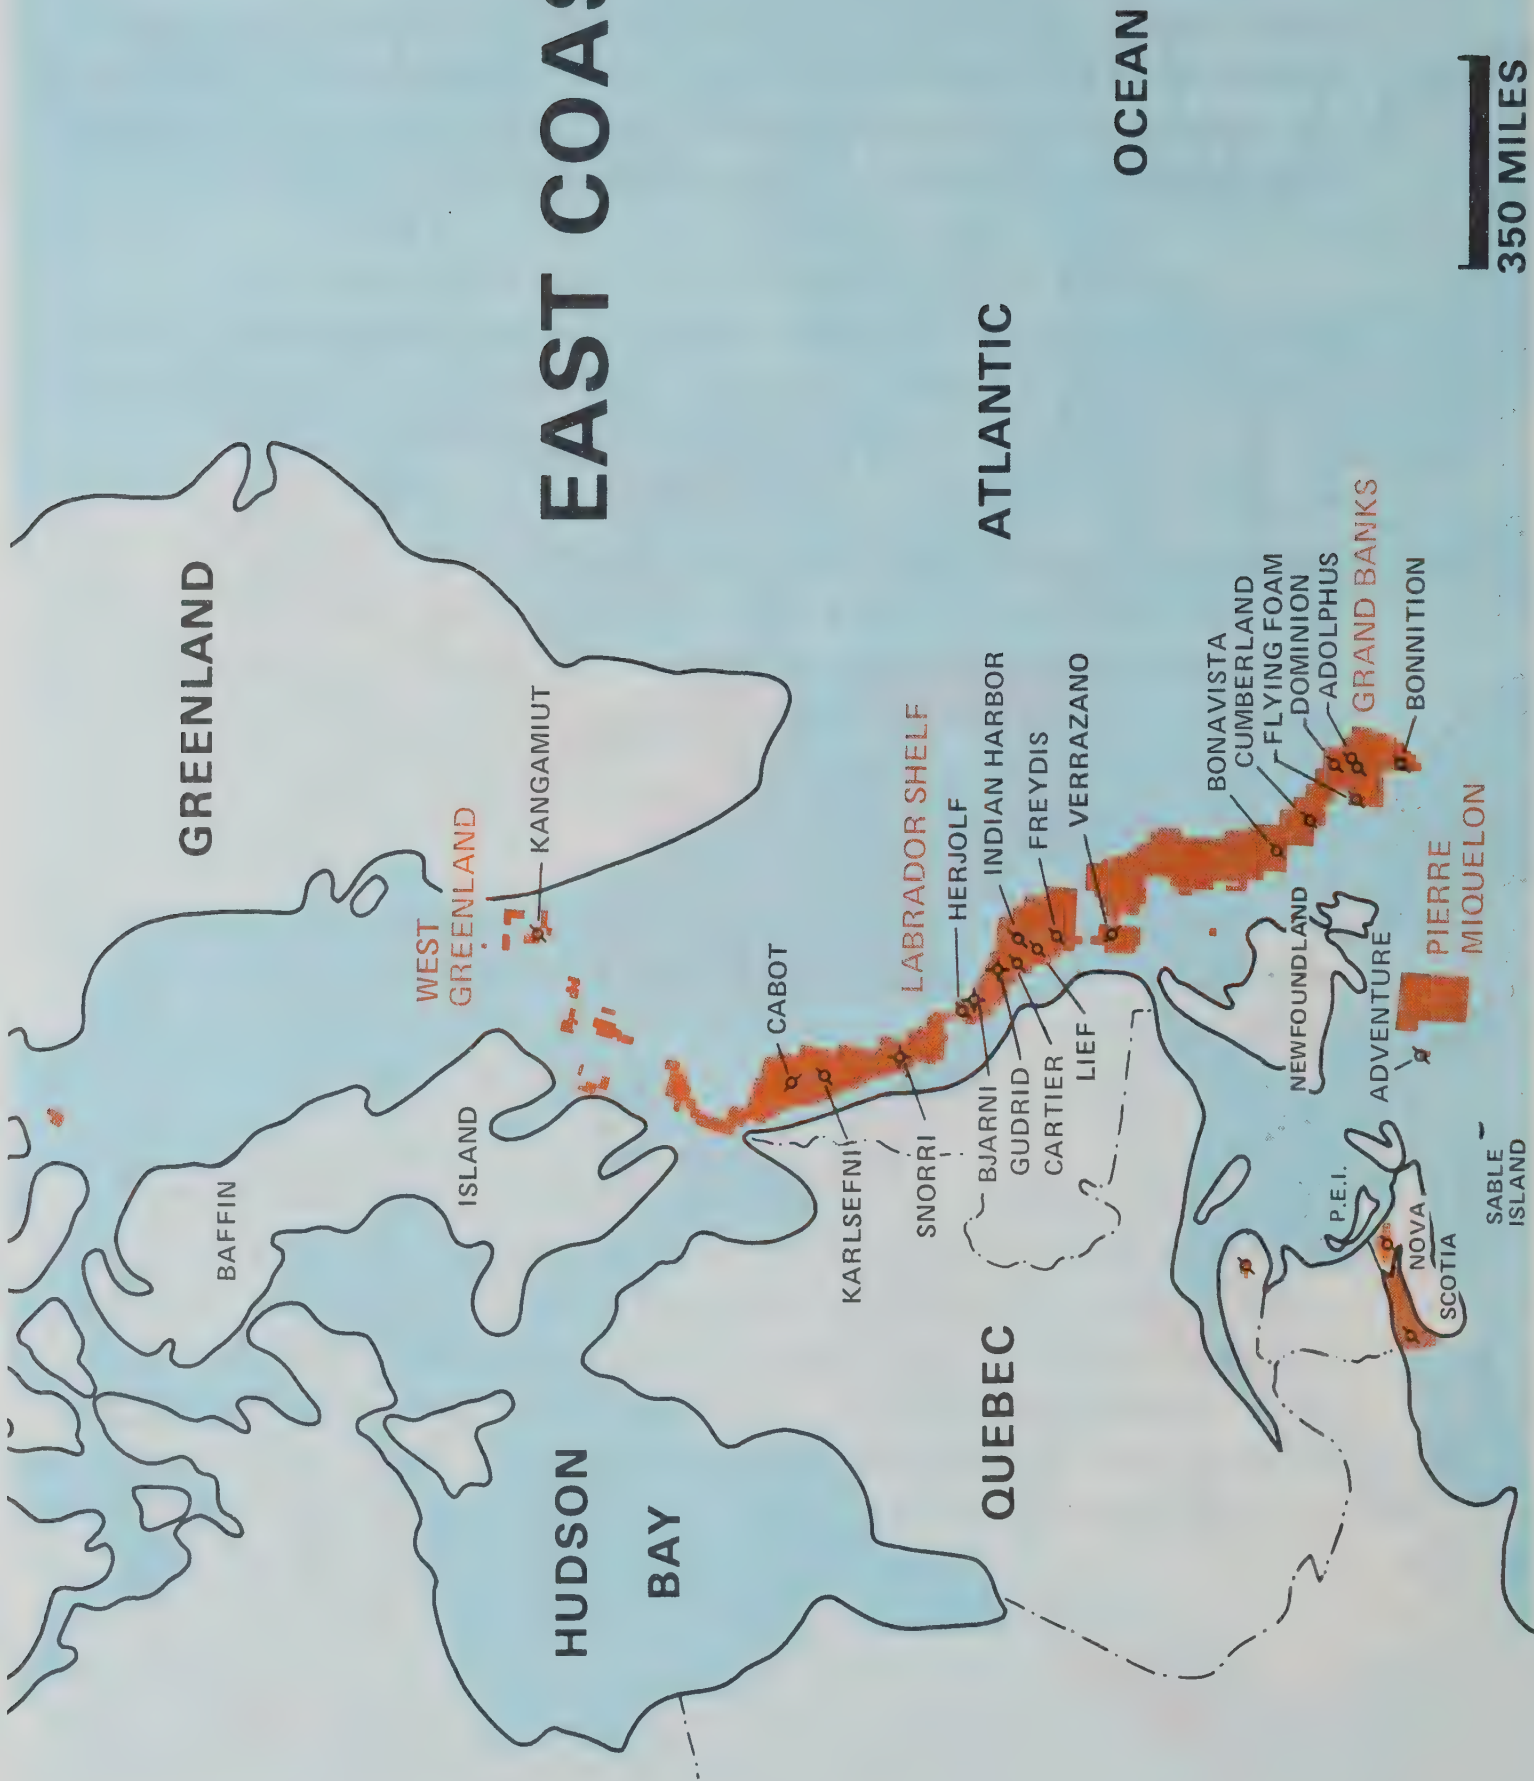 EAST COAS
GREENLAND
WEST
GREENLAND
KANGAMIUT
BAFFIN
ISLAND
HUDSON
BAY
QUEBEC
ATLANTIC
OCEAN
LABRADOR SHELF
CABOT
KARLSEFNI
SNORRI
HERJOLF
BJARNI
GUDRID
CARTIER
LIEF
INDIAN HARBOR
FREYDIS
VERRAZANO
BONAVISTA
CUMBERLAND
FLYING FOAM
DOMINION
ADOLPHUS
GRAND BANKS
BONNITION
NEWFOUNDLAND
ADVENTURE
PIERRE
MIQUELON
P.E.I.
NOVA
SCOTIA
SABLE
ISLAND
350 MILES